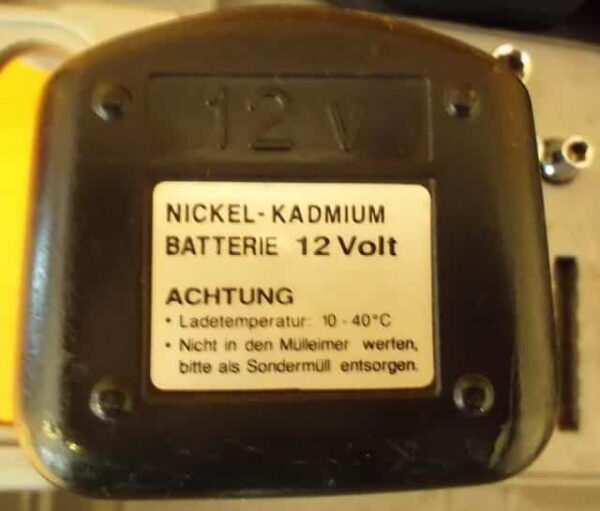 12 V
NICKEL-KADMIUM
BATTERIE 12 Volt
ACHTUNG
• Ladetemperatur: 10 - 40°C
• Nicht in den Mülleimer werfen,
bitte als Sondermüll entsorgen.